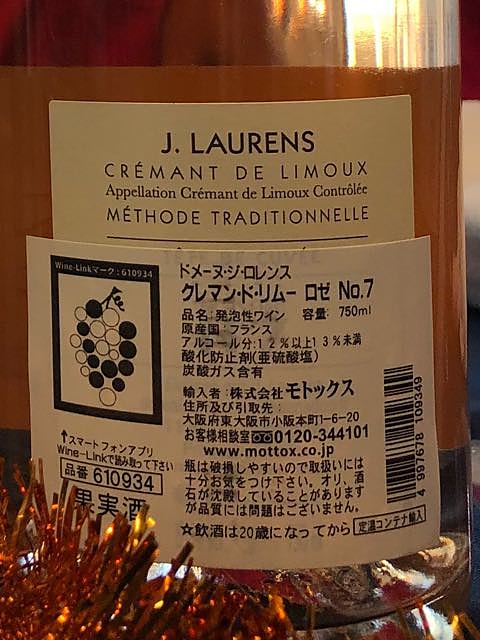 J. LAURENS
CRÉMANT DE LIMOUX
Appellation Crémant de Limoux Contrôlée
MÉTHODE TRADITIONNELLE
TÊTE DE CUVÉE
Wine-Linkマーク:610934
ドメーヌ・ジ・ロレンス
クレマン・ド・リムー ロゼ No.7
品名:発泡性ワイン 容量:750ml
原産国:フランス
アルコール分:12%以上13%未満
酸化防止剤(亜硫酸塩)
炭酸ガス含有
輸入者:株式会社モトックス
住所及び引取先:
大阪府東大阪市小阪本町1-6-20
お客様相談室 0120-344101
www.mottox.co.jp
瓶は破損しやすいので取扱いには
十分お気をつけ下さい。オリ、酒
石が沈殿していることがあります
が品質には問題はございません。
☆飲酒は20歳になってから 定温コンテナ輸入
↑スマートフォンアプリ
Wine-Linkで読み取って下さい
品番 610934
果実酒
4 997678 109349